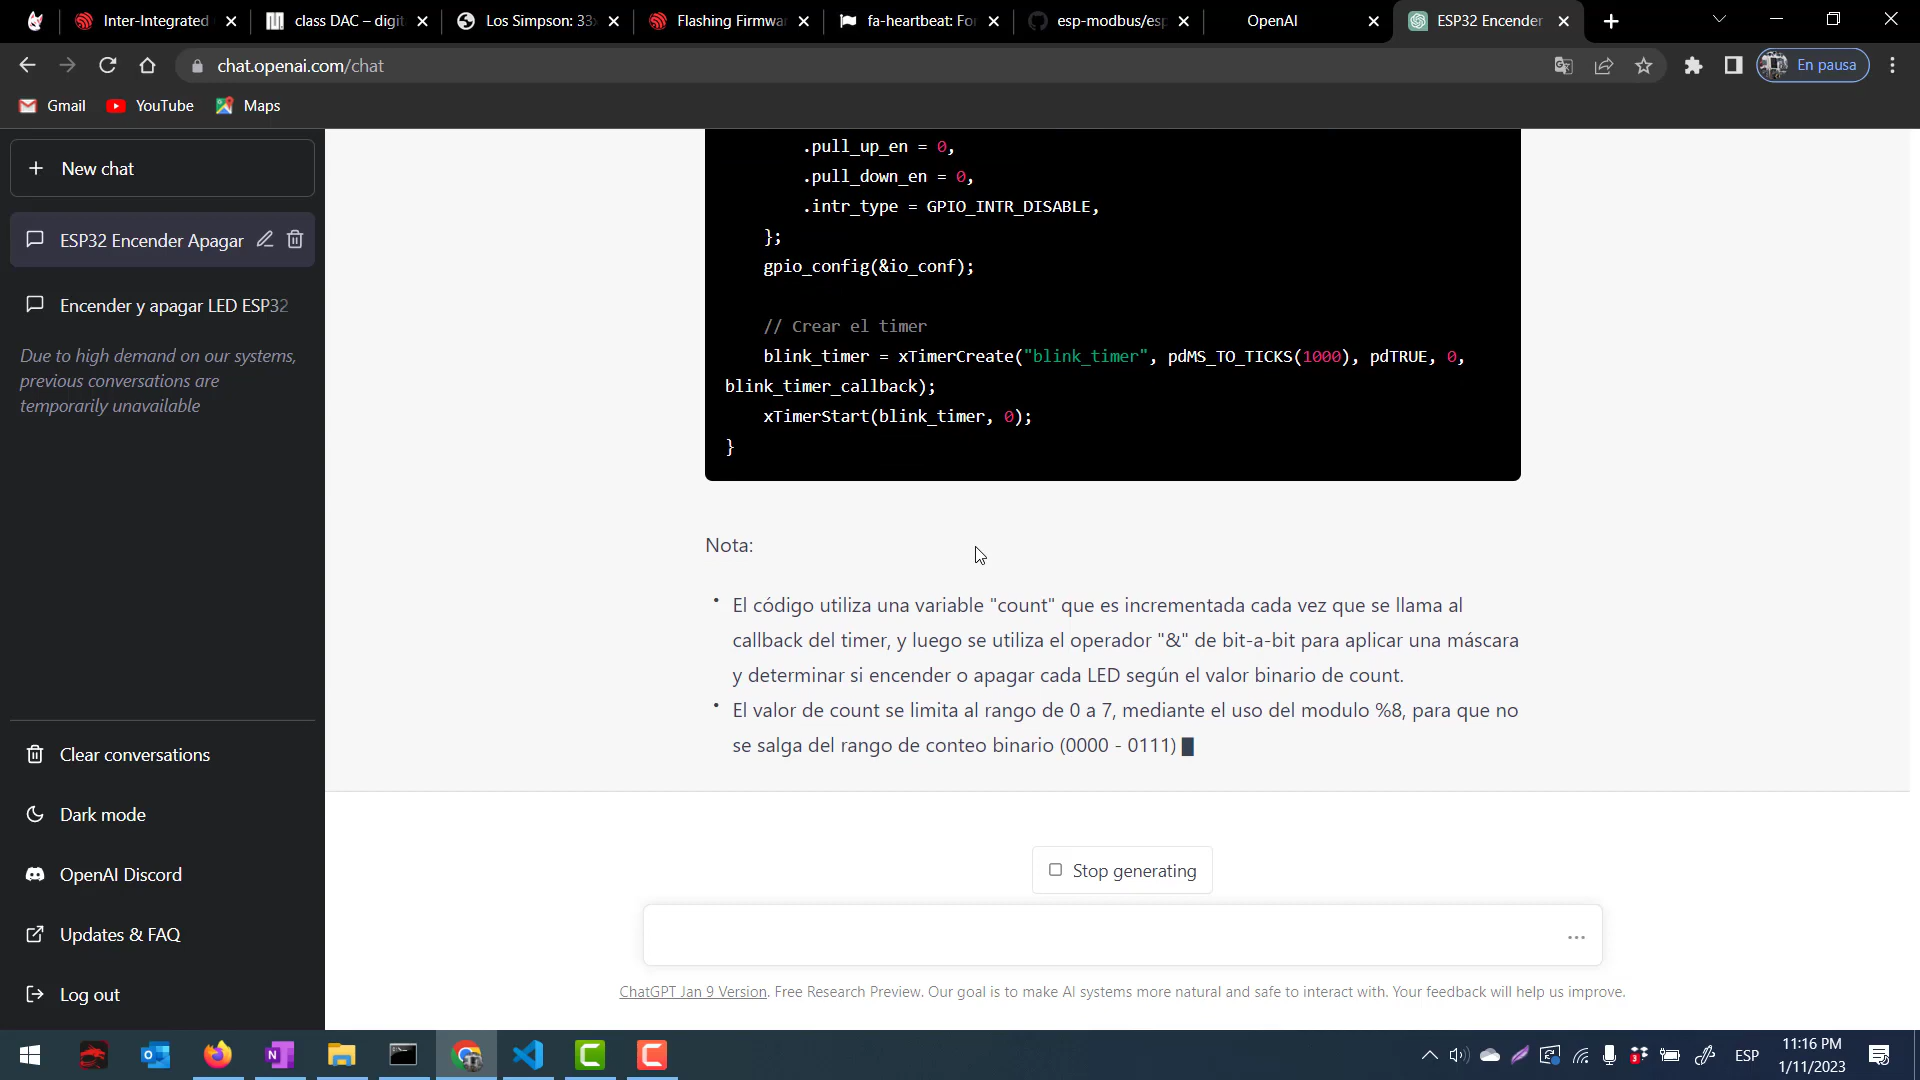 Inter-Integrated
class DAC – digit
Los Simpson: 33x
Flashing Firmwar
fa-heartbeat: Fon
esp-modbus/esp
OpenAI
ESP32 Encender
chat.openai.com/chat
En pausa
Gmail
YouTube
Maps
New chat
ESP32 Encender Apagar
Encender y apagar LED ESP32
Due to high demand on our systems,
previous conversations are
temporarily unavailable
Clear conversations
Dark mode
OpenAI Discord
Updates & FAQ
Log out
.pull_up_en = 0,
.pull_down_en = 0,
.intr_type = GPIO_INTR_DISABLE,
};
gpio_config(&io_conf);
// Crear el timer
blink_timer = xTimerCreate("blink_timer", pdMS_TO_TICKS(1000), pdTRUE, 0,
blink_timer_callback);
xTimerStart(blink_timer, 0);
}
Nota:
• El código utiliza una variable "count" que es incrementada cada vez que se llama al
callback del timer, y luego se utiliza el operador "&" de bit-a-bit para aplicar una máscara
y determinar si encender o apagar cada LED según el valor binario de count.
• El valor de count se limita al rango de 0 a 7, mediante el uso del modulo %8, para que no
se salga del rango de conteo binario (0000 - 0111)
Stop generating
ChatGPT Jan 9 Version. Free Research Preview. Our goal is to make AI systems more natural and safe to interact with. Your feedback will help us improve.
ESP
11:16 PM
1/11/2023